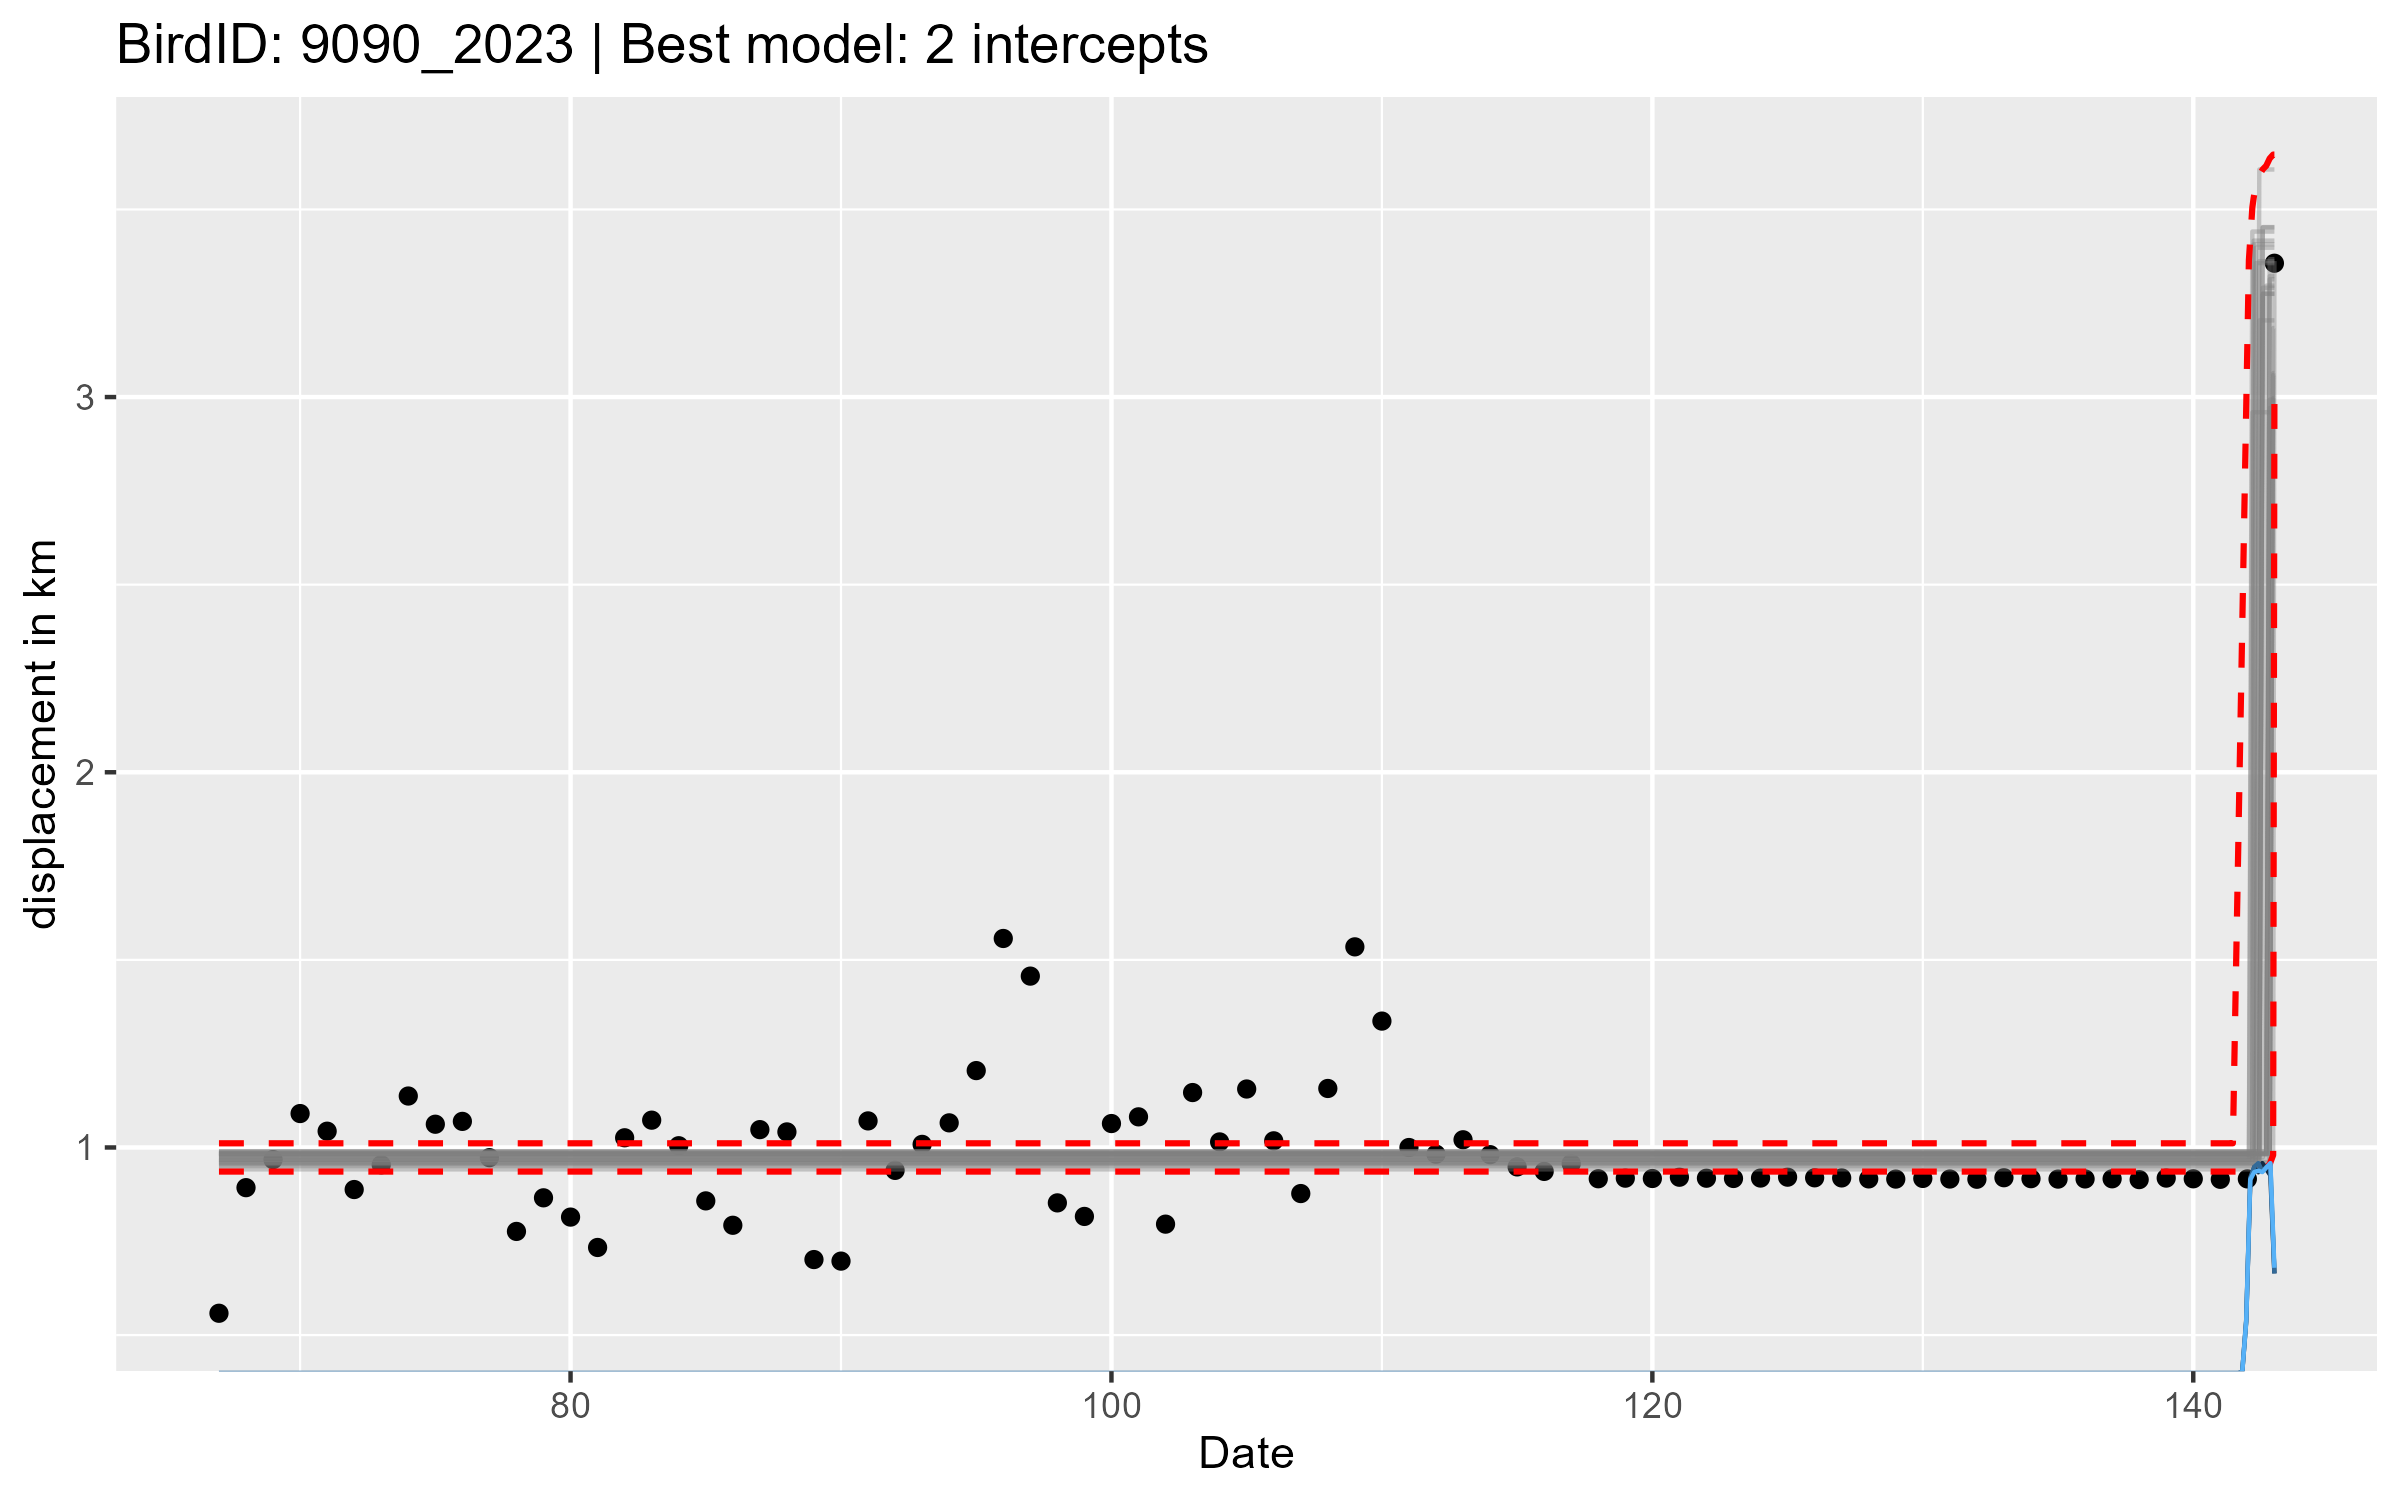 BirdID: 9090_2023 | Best model: 2 intercepts
displacement in km
3
2
1
80
100
120
140
Date